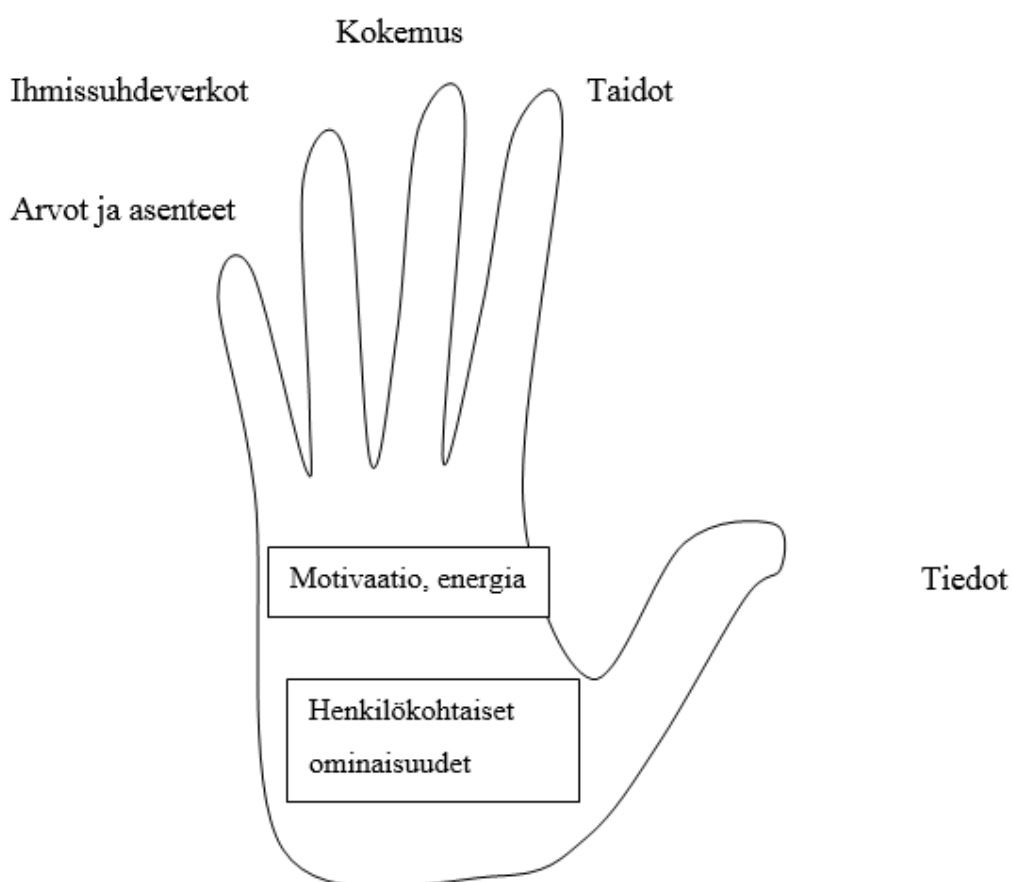 Kokemus
Ihmissuhdeverkot
Taidot
Arvot ja asenteet
Motivaatio, energia
Tiedot
Henkilökohtaiset
ominaisuudet